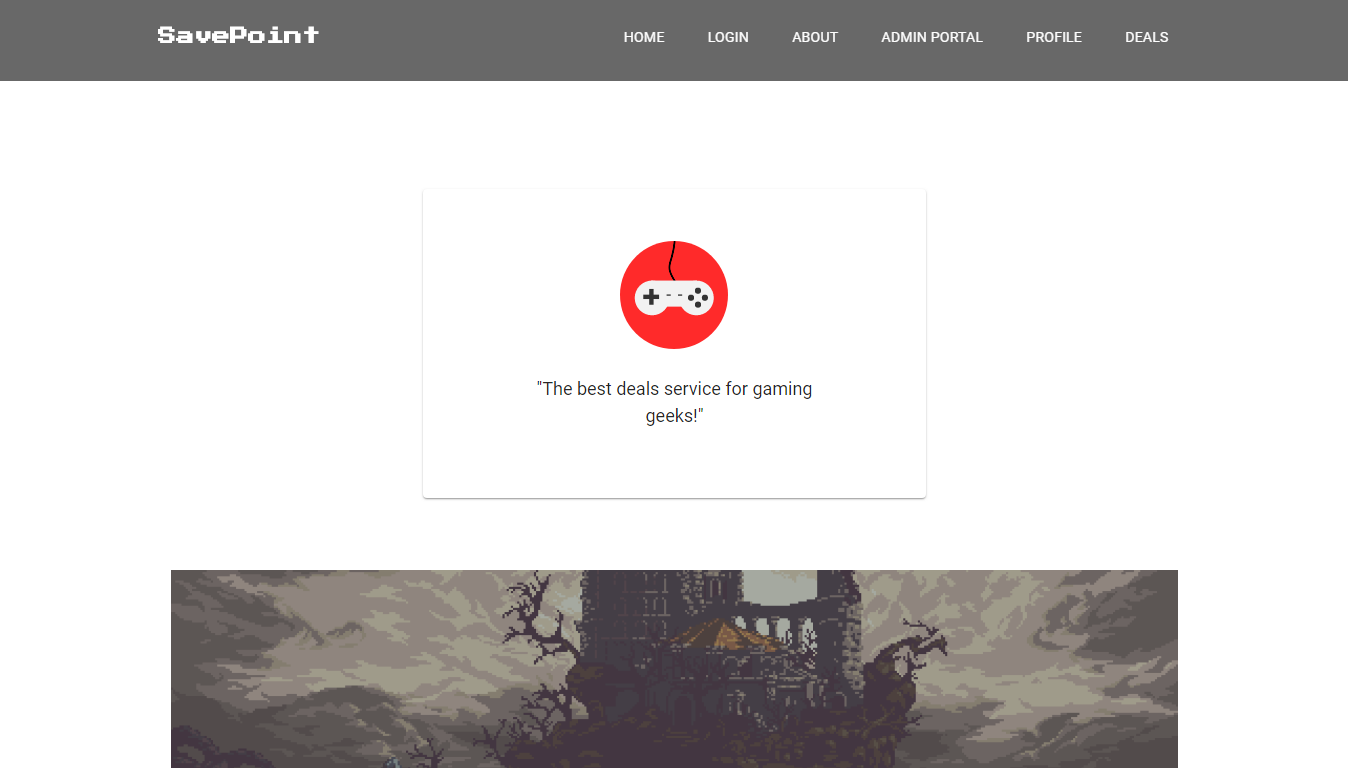 SavePoint
HOME LOGIN ABOUT ADMIN PORTAL PROFILE DEALS
"The best deals service for gaming
geeks!"